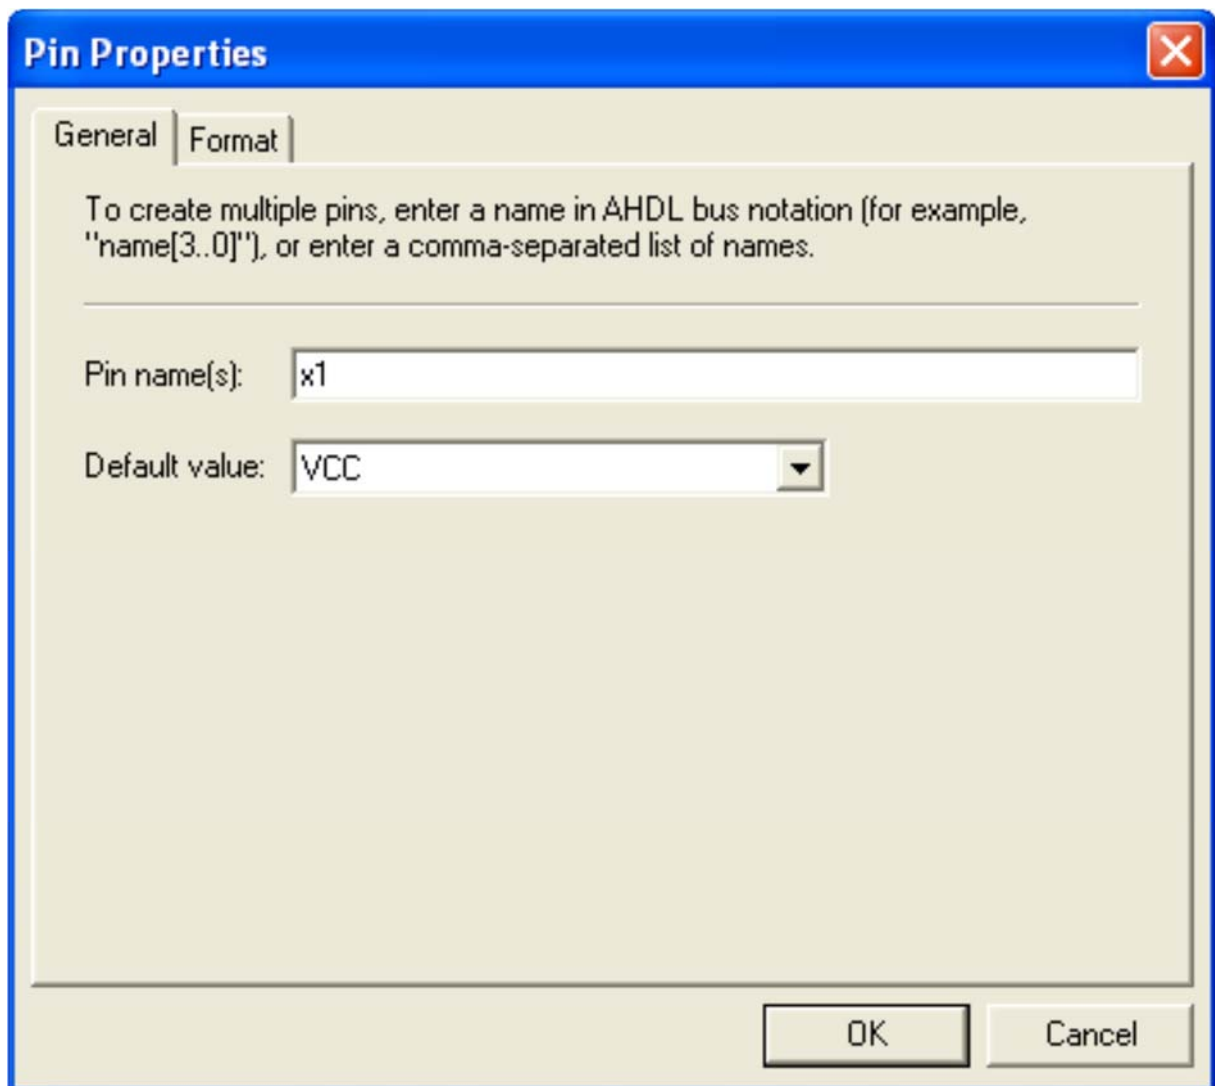 Pin Properties
General
Format
To create multiple pins, enter a name in AHDL bus notation (for example,
"name[3..0]"), or enter a comma-separated list of names.
Pin name(s):
x1
Default value:
VCC
OK
Cancel